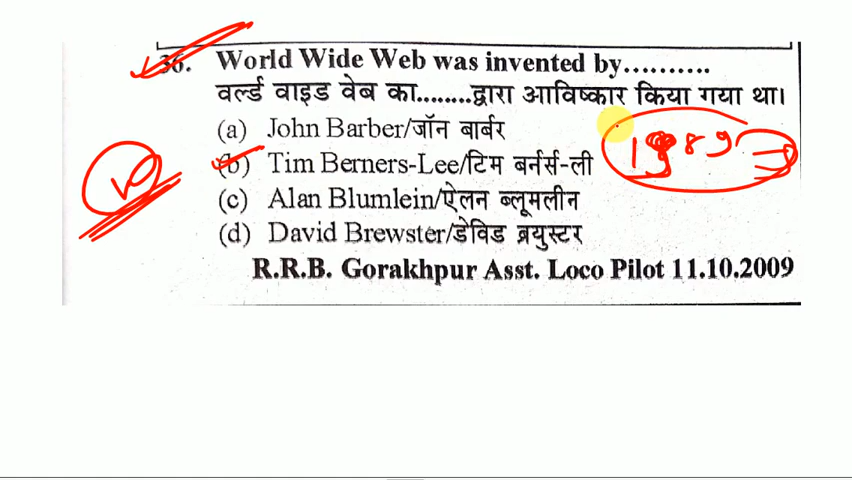 36. World Wide Web was invented by..........
वर्ल्ड वाइड वेब का........द्वारा आविष्कार किया गया था।
(a) John Barber/जॉन बार्बर
(b) Tim Berners-Lee/टिम बर्नर्स-ली
1989
(c) Alan Blumlein/ऐलन ब्लूमलीन
(d) David Brewster/डेविड ब्रयुस्टर
R.R.B. Gorakhpur Asst. Loco Pilot 11.10.2009